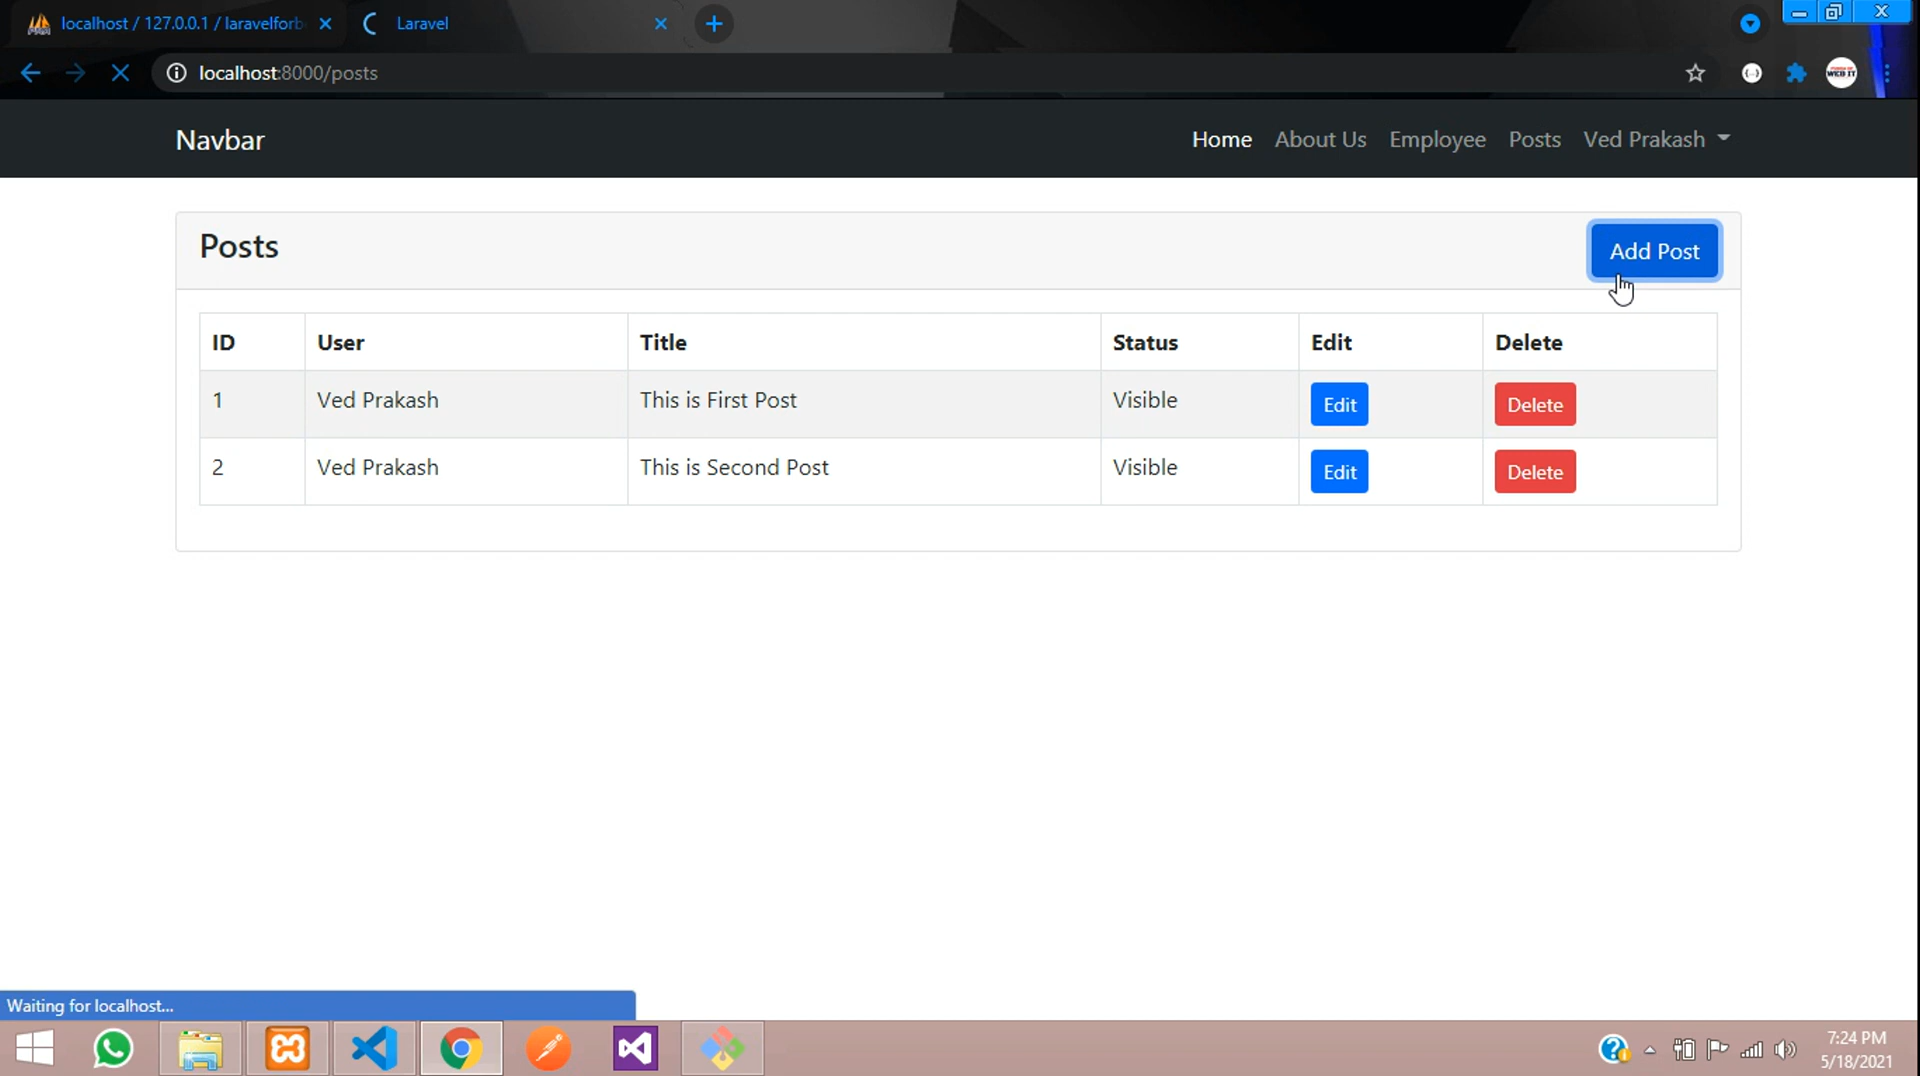 localhost / 127.0.0.1 / laravelforb
Laravel
localhost:8000/posts
WEB IT
Navbar
Home About Us Employee Posts Ved Prakash
Posts
Add Post
ID User Title Status Edit Delete
1 Ved Prakash This is First Post Visible Edit Delete
2 Ved Prakash This is Second Post Visible Edit Delete
Waiting for localhost...
7:24 PM
5/18/2021